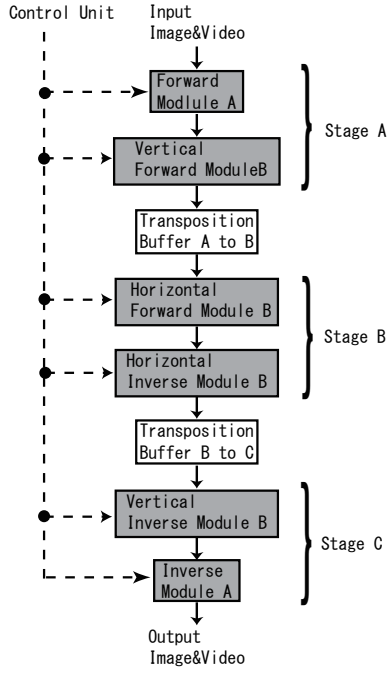 Control Unit
Input
Image&Video
Forward
Modlule A
Stage A
Vertical
Forward ModuleB
Transposition
Buffer A to B
Horizontal
Forward Module B
Stage B
Horizontal
Inverse Module B
Transposition
Buffer B to C
Vertical
Inverse Module B
Stage C
Inverse
Module A
Output
Image&Video